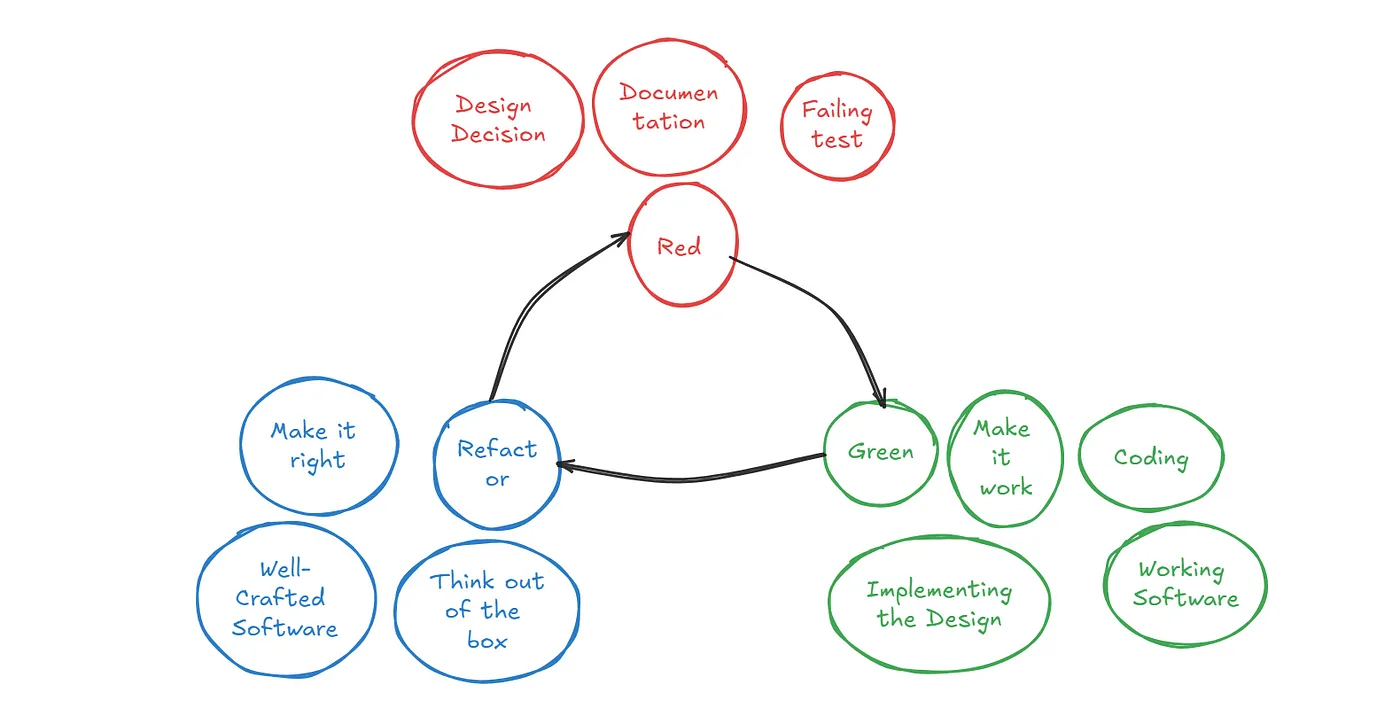 Design
Decision
Documen
tation
Failing
test
Red
Make it
right
Refact
or
Green
Make
it
work
Coding
Well-
Crafted
Software
Think out
of the
box
Implementing
the Design
Working
Software